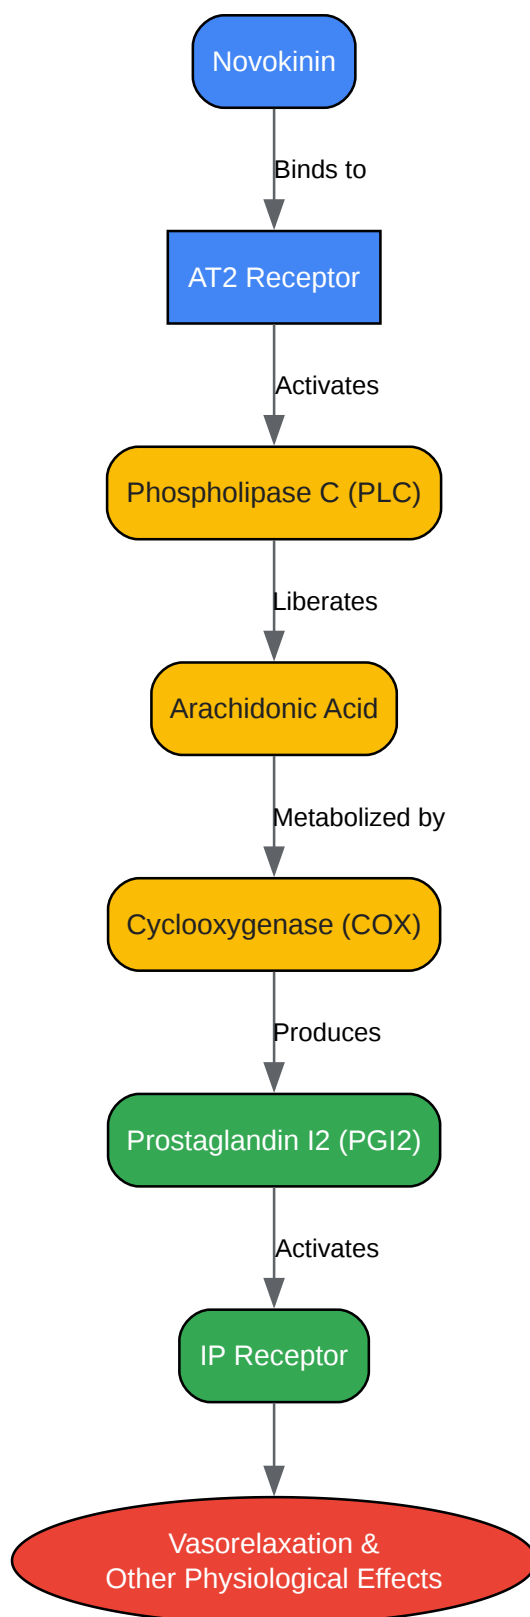 Novokinin
Binds to
AT2 Receptor
Activates
Phospholipase C (PLC)
Liberates
Arachidonic Acid
Metabolized by
Cyclooxygenase (COX)
Produces
Prostaglandin I2 (PGI2)
Activates
IP Receptor
Vasorelaxation &
Other Physiological Effects